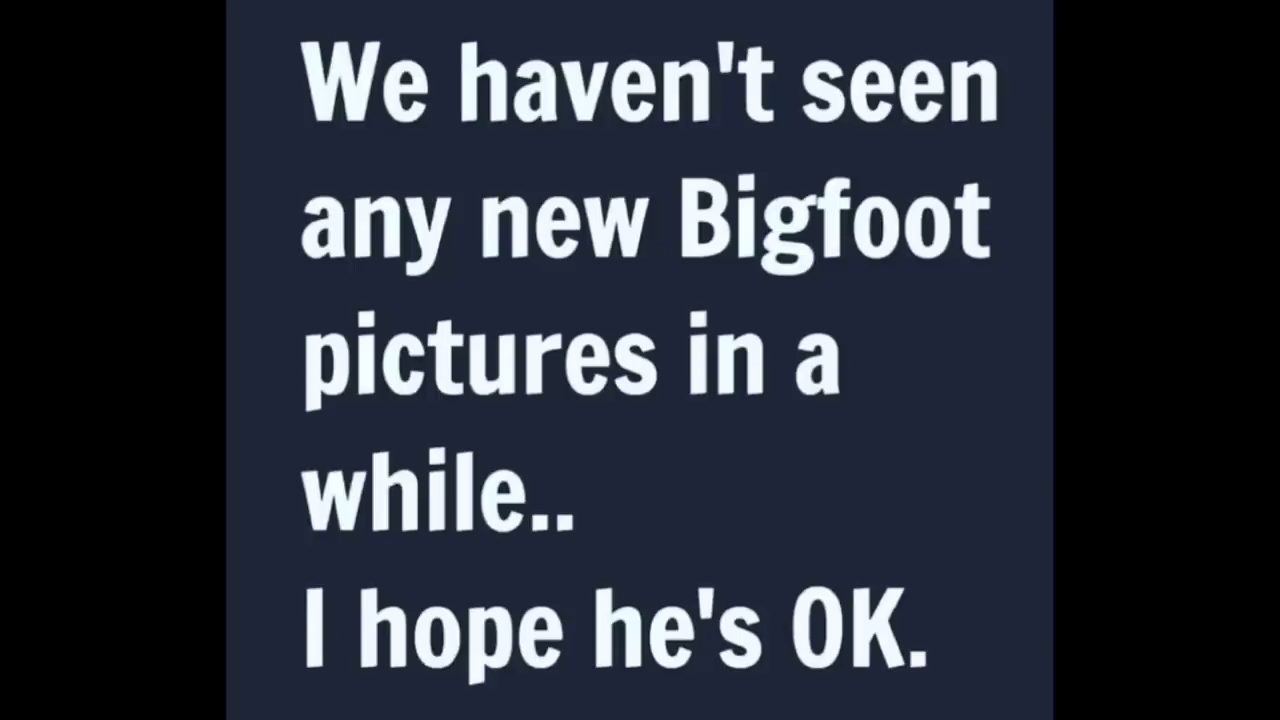 We haven't seen
any new Bigfoot
pictures in a
while..
I hope he's OK.